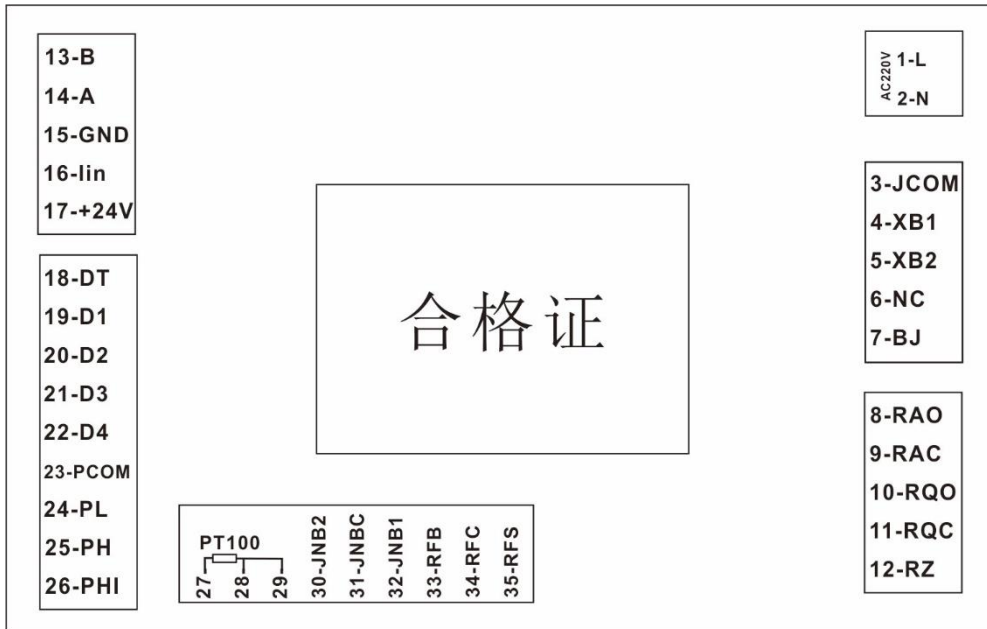 13-B
14-A
15-GND
16-Iin
17-+24V
18-DT
19-D1
20-D2
21-D3
22-D4
23-PCOM
24-PL
25-PH
26-PHI
合格证
PT100
27
28
29
30-JNB2
31-JNBC
32-JNB1
33-RFB
34-RFC
35-RFS
AC220V
1-L
2-N
3-JCOM
4-XB1
5-XB2
6-NC
7-BJ
8-RAO
9-RAC
10-RQO
11-RQC
12-RZ